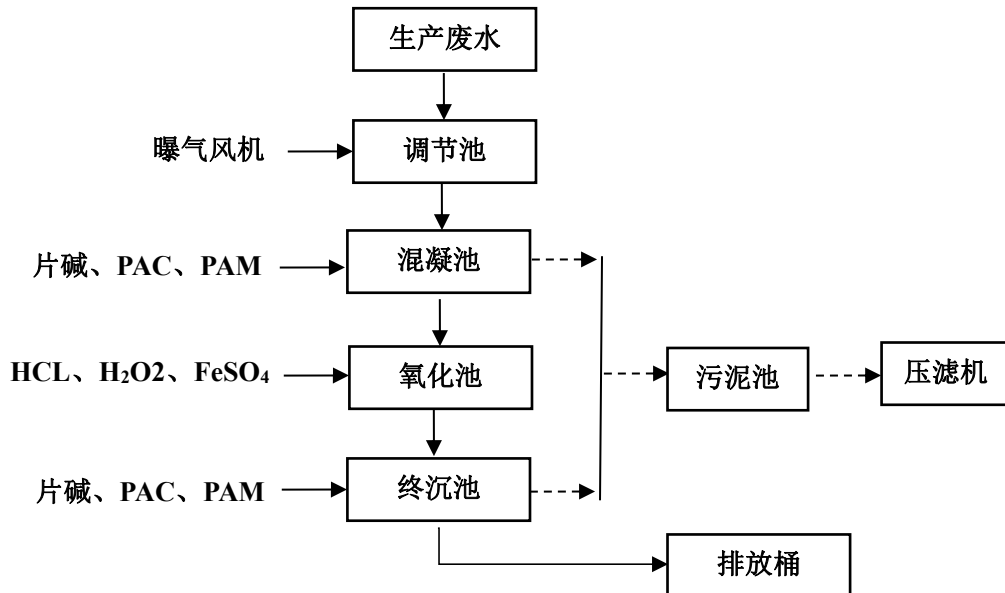 生产废水
曝气风机
调节池
片碱、PAC、PAM
混凝池
HCL、H₂O2、FeSO₄
氧化池
污泥池
压滤机
片碱、PAC、PAM
终沉池
排放桶